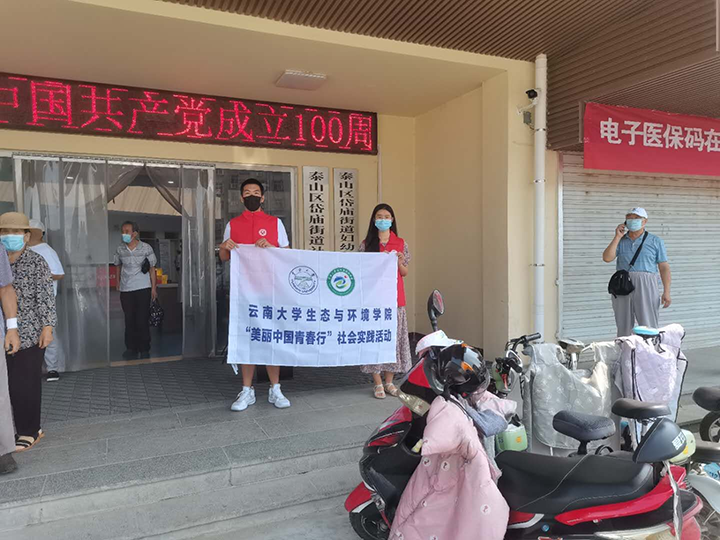 中国共产党成立100周
电子医保码在
泰山区岱庙街道社
泰山区岱庙街道妇幼
云南大学生态与环境学院
“美丽中国青春行”社会实践活动